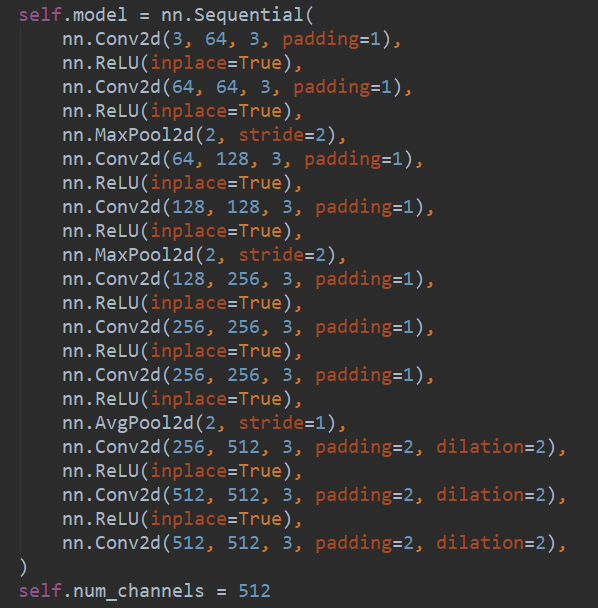 self.model = nn.Sequential(
    nn.Conv2d(3, 64, 3, padding=1),
    nn.ReLU(inplace=True),
    nn.Conv2d(64, 64, 3, padding=1),
    nn.ReLU(inplace=True),
    nn.MaxPool2d(2, stride=2),
    nn.Conv2d(64, 128, 3, padding=1),
    nn.ReLU(inplace=True),
    nn.Conv2d(128, 128, 3, padding=1),
    nn.ReLU(inplace=True),
    nn.MaxPool2d(2, stride=2),
    nn.Conv2d(128, 256, 3, padding=1),
    nn.ReLU(inplace=True),
    nn.Conv2d(256, 256, 3, padding=1),
    nn.ReLU(inplace=True),
    nn.Conv2d(256, 256, 3, padding=1),
    nn.ReLU(inplace=True),
    nn.AvgPool2d(2, stride=1),
    nn.Conv2d(256, 512, 3, padding=2, dilation=2),
    nn.ReLU(inplace=True),
    nn.Conv2d(512, 512, 3, padding=2, dilation=2),
    nn.ReLU(inplace=True),
    nn.Conv2d(512, 512, 3, padding=2, dilation=2),
)
self.num_channels = 512